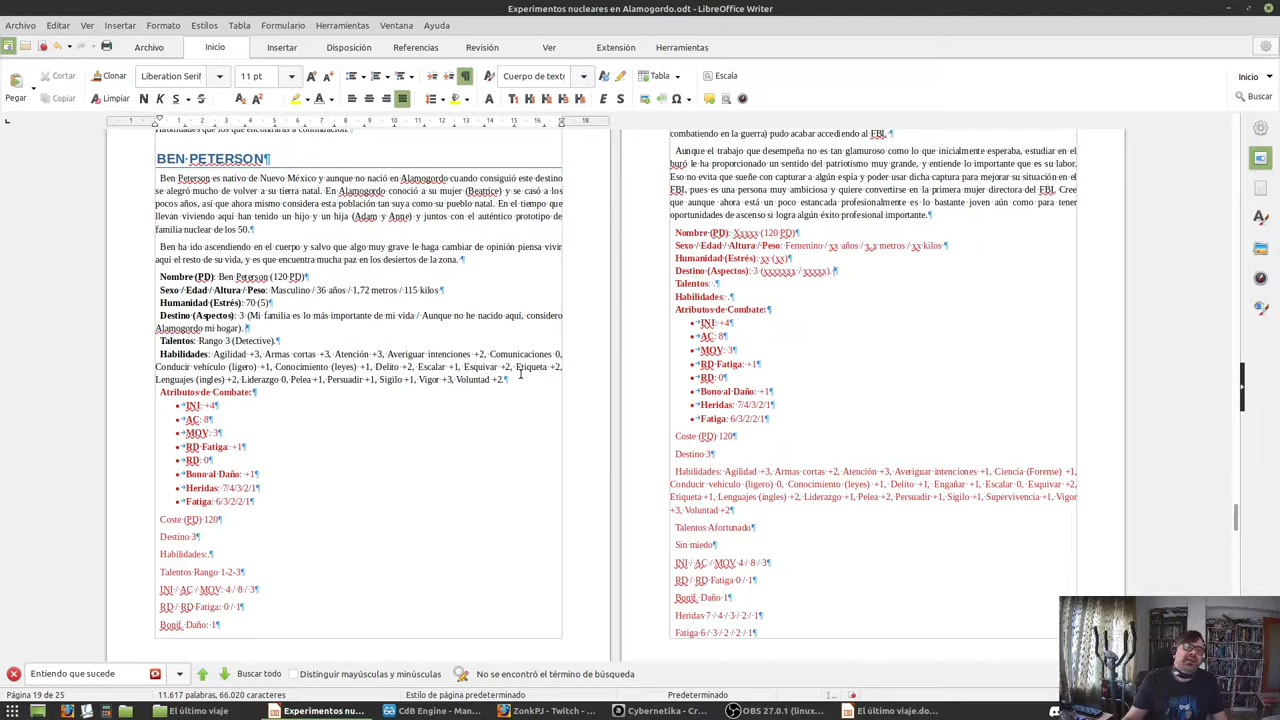 Experimentos nucleares en Alamogordo.odt - LibreOffice Writer
Archivo Editar Ver Insertar Formato Estilos Tabla Formulario Herramientas Ventana Ayuda
Archivo Inicio Insertar Disposición Referencias Revisión Ver Extensión Herramientas
Pegar Cortar Copiar Clonar Limpiar Liberation Serif 11 pt Cuerpo de texto Tabla Escala Inicio Buscar
habilidades que los que encontrarás a continuación.¶
BEN·PETERSON¶
Ben Peterson es nativo de Nuevo México y aunque no nació en Alamogordo cuando consiguió este destino
se alegró mucho de volver a su tierra natal. En Alamogordo conoció a su mujer (Beatrice) y se casó a los
pocos años, así que ahora mismo considera esta población tan suya como su pueblo natal. En el tiempo que
llevan viviendo aquí han tenido un hijo y un hija (Adam y Anne) y juntos con el auténtico prototipo de
familia nuclear de los 50.¶
Ben ha ido ascendiendo en el cuerpo y salvo que algo muy grave le haga cambiar de opinión piensa vivir
aquí el resto de su vida, y es que encuentra mucha paz en los desiertos de la zona.¶
Nombre (PD): Ben Peterson (120 PD)¶
Sexo / Edad / Altura / Peso: Masculino / 36 años / 1,72 metros / 115 kilos¶
Humanidad (Estrés): 70 (5)¶
Destino (Aspectos): 3 (Mi familia es lo más importante de mi vida / Aunque no he nacido aquí, considero
Alamogordo mi hogar).¶
Talentos: Rango 3 (Detective).¶
Habilidades: Agilidad +3, Armas cortas +3, Atención +3, Averiguar intenciones +2, Comunicaciones 0,
Conducir vehículo (ligero) +1, Conocimiento (leyes) +1, Delito +2, Escalar +1, Esquivar +2, Etiqueta +2,
Lenguajes (ingles) +2, Liderazgo 0, Pelea +1, Persuadir +1, Sigilo +1, Vigor +3, Voluntad +2.¶
Atributos de Combate:¶
INI: +4¶
AC: 8¶
MOV: 3¶
RD Fatiga: +1¶
RD: 0¶
Bono al Daño: +1¶
Heridas: 7/4/3/2/1¶
Fatiga: 6/3/2/2/1¶
Coste (PD) 120¶
Destino 3¶
Habilidades:.¶
Talentos Rango 1-2-3¶
INI / AC / MOV: 4 / 8 / 3¶
RD / RD Fatiga: 0 / 1¶
Bonif. Daño: 1¶
combatiendo en la guerra) pudo acabar accediendo al FBI.¶
Aunque el trabajo que desempeña no es tan glamuroso como lo que inicialmente esperaba, estudiar en el
buró le ha proporcionado un sentido del patriotismo muy grande, y entiende lo importante que es su labor.
Eso no evita que sueñe con capturar a algún espía y poder usar dicha captura para mejorar su situación en el
FBI, pues es una persona muy ambiciosa y quiere convertirse en la primera mujer directora del FBI. Cree
que aunque ahora está un poco estancada profesionalmente es lo bastante joven aún como para tener
oportunidades de ascenso si logra algún éxito profesional importante.¶
Nombre (PD): Xxxxx (120 PD)¶
Sexo / Edad / Altura / Peso: Femenino / xx años / x,x metros / xx kilos¶
Humanidad (Estrés): xx (xx)¶
Destino (Aspectos): 3 (xxxxxxx / xxxxx).¶
Talentos: .¶
Habilidades: .¶
Atributos de Combate:¶
INI: +4¶
AC: 8¶
MOV: 3¶
RD Fatiga: +1¶
RD: 0¶
Bono al Daño: +1¶
Heridas: 7/4/3/2/1¶
Fatiga: 6/3/2/2/1¶
Coste (PD) 120¶
Destino 3¶
Habilidades: Agilidad +3, Armas cortas +2, Atención +3, Averiguar intenciones +1, Ciencia (Forense) +1,
Conducir vehículo (ligero) 0, Conocimiento (leyes) +1, Delito +1, Engañar +1, Escalar 0, Esquivar +2,
Etiqueta +1, Lenguajes (ingles) +2, Liderazgo +1, Pelea +2, Persuadir +1, Sigilo +1, Supervivencia +1, Vigor
+3, Voluntad +2¶
Talentos Afortunado¶
Sin miedo¶
INI / AC / MOV 4 / 8 / 3¶
RD / RD Fatiga 0 / 1¶
Bonif. Daño 1¶
Heridas 7 / 4 / 3 / 2 / 1¶
Fatiga 6 / 3 / 2 / 2 / 1¶
Entiendo que sucede Buscar todo Distinguir mayúsculas y minúsculas No se encontró el término de búsqueda
Página 19 de 25 11.617 palabras, 66.020 caracteres Estilo de página predeterminado Predeterminado
El último viaje Experimentos nu... CdB Engine - Man... ZonkPJ - Twitch - ... Cybernetika - Cr... OBS 27.0.1 (linux... El último viaje.do...